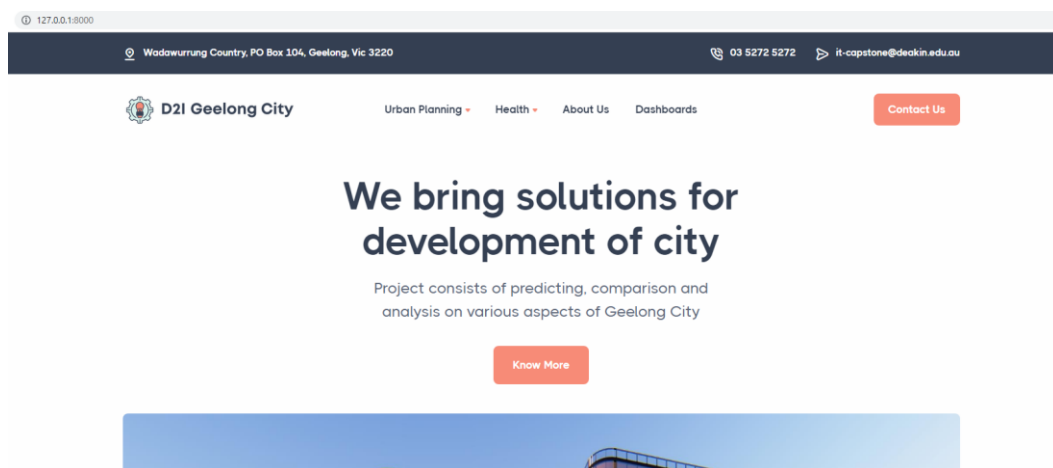 127.0.0.1:8000
Wadawurrung Country, PO Box 104, Geelong, Vic 3220
03 5272 5272
it-capstone@deakin.edu.au
D2I Geelong City
Urban Planning
Health
About Us
Dashboards
Contact Us
We bring solutions for
development of city
Project consists of predicting, comparison and
analysis on various aspects of Geelong City
Know More